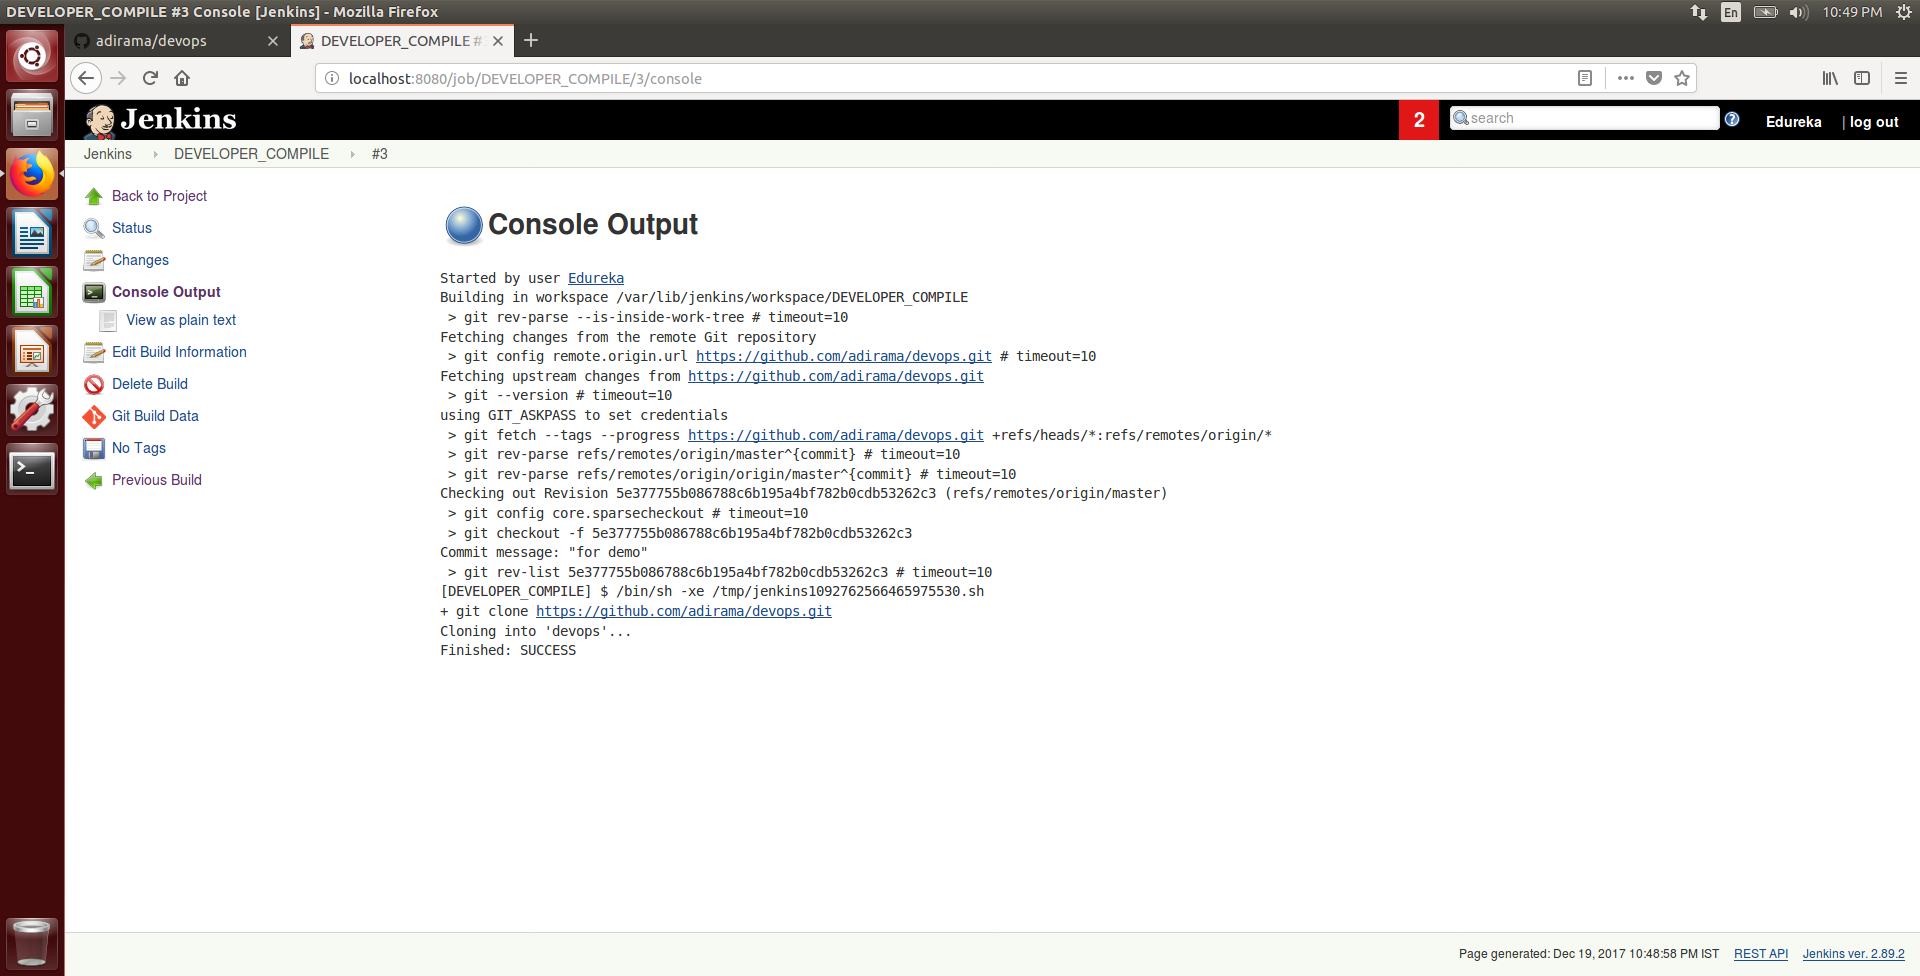 DEVELOPER_COMPILE #3 Console [Jenkins] - Mozilla Firefox
En
10:49 PM
adirama/devops
DEVELOPER_COMPILE #
localhost:8080/job/DEVELOPER_COMPILE/3/console
Jenkins
2
search
Edureka
| log out
Jenkins
DEVELOPER_COMPILE
#3
Back to Project
Status
Changes
Console Output
View as plain text
Edit Build Information
Delete Build
Git Build Data
No Tags
Previous Build
Console Output
Started by user Edureka
Building in workspace /var/lib/jenkins/workspace/DEVELOPER_COMPILE
> git rev-parse --is-inside-work-tree # timeout=10
Fetching changes from the remote Git repository
> git config remote.origin.url https://github.com/adirama/devops.git # timeout=10
Fetching upstream changes from https://github.com/adirama/devops.git
> git --version # timeout=10
using GIT_ASKPASS to set credentials
> git fetch --tags --progress https://github.com/adirama/devops.git +refs/heads/*:refs/remotes/origin/*
> git rev-parse refs/remotes/origin/master^{commit} # timeout=10
> git rev-parse refs/remotes/origin/origin/master^{commit} # timeout=10
Checking out Revision 5e377755b086788c6b195a4bf782b0cdb53262c3 (refs/remotes/origin/master)
> git config core.sparsecheckout # timeout=10
> git checkout -f 5e377755b086788c6b195a4bf782b0cdb53262c3
Commit message: "for demo"
> git rev-list 5e377755b086788c6b195a4bf782b0cdb53262c3 # timeout=10
[DEVELOPER_COMPILE] $ /bin/sh -xe /tmp/jenkins1092762566465975530.sh
+ git clone https://github.com/adirama/devops.git
Cloning into 'devops'...
Finished: SUCCESS
Page generated: Dec 19, 2017 10:48:58 PM IST
REST API
Jenkins ver. 2.89.2